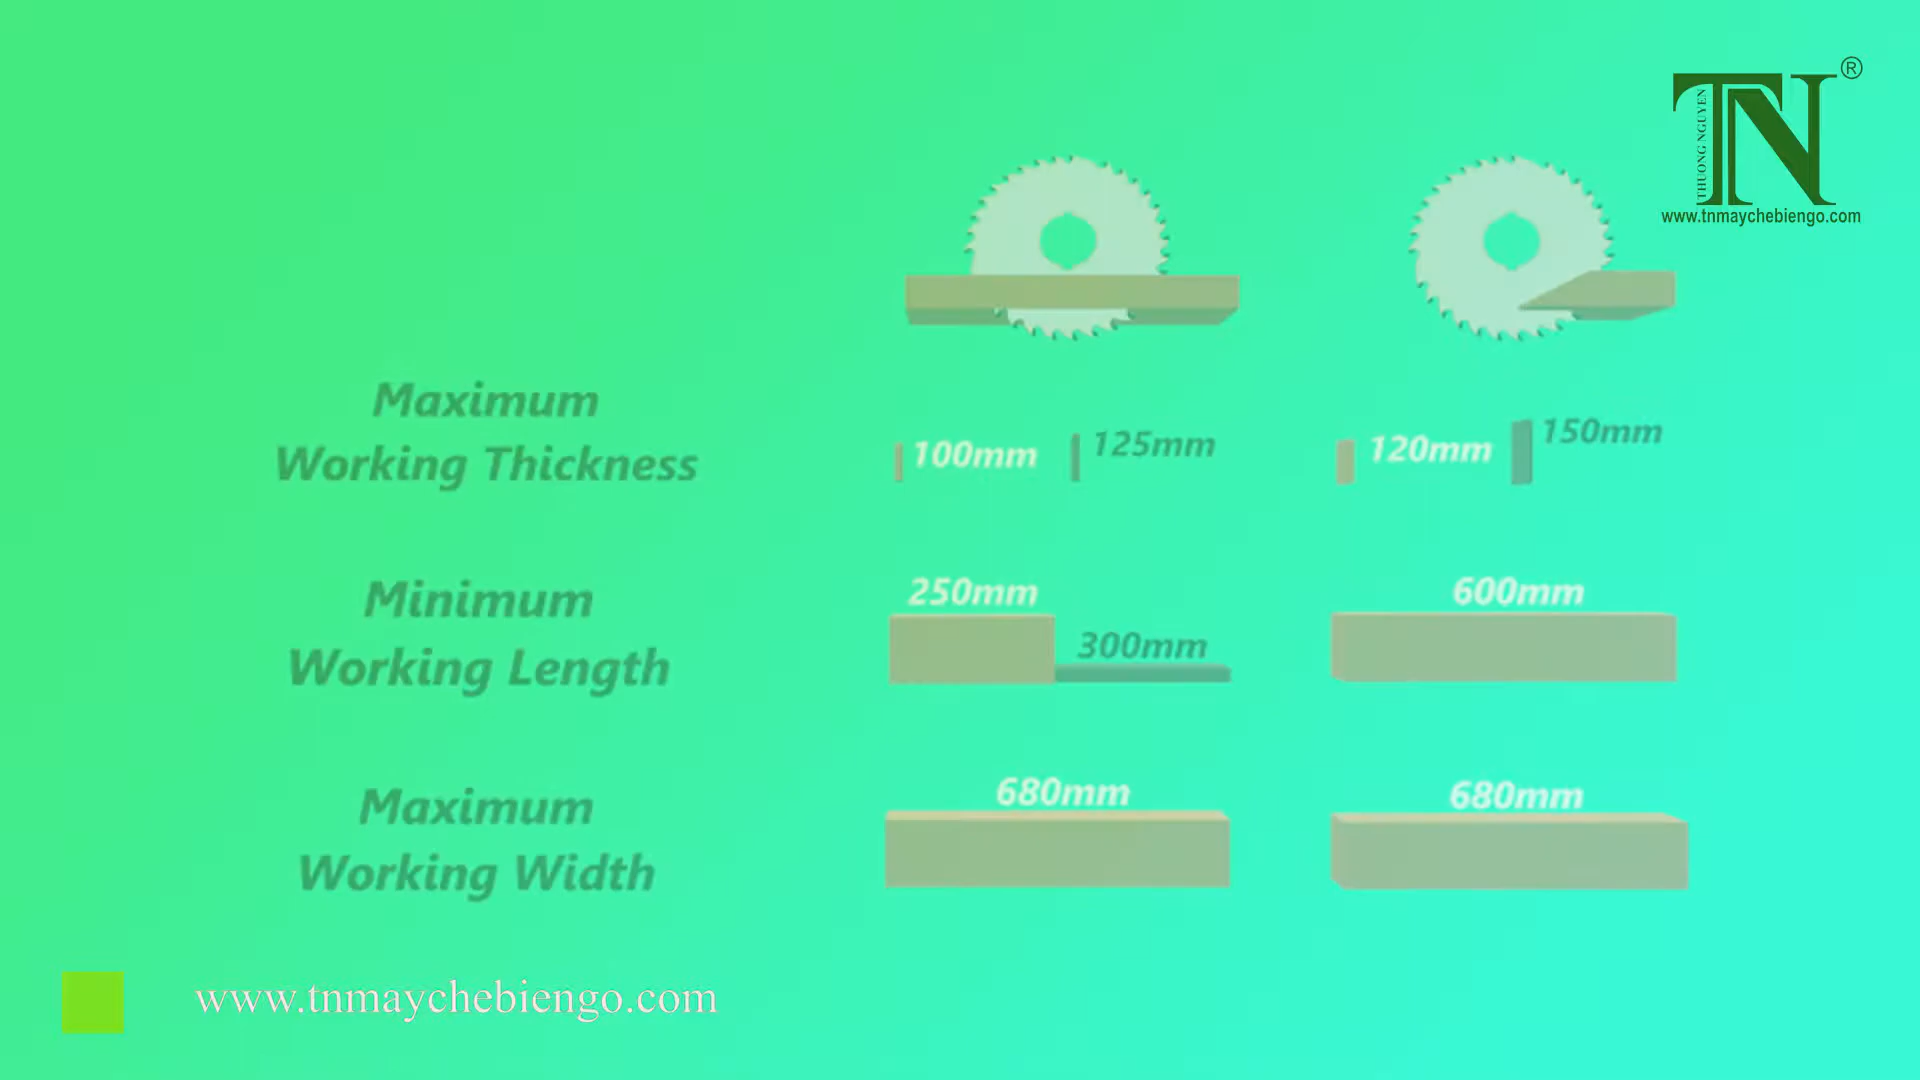 ®
TN
THUONG NGUYEN
www.tnmaychebiengo.com
Maximum
Working Thickness
100mm
125mm
120mm
150mm
Minimum
Working Length
250mm
300mm
600mm
Maximum
Working Width
680mm
680mm
www.tnmaychebiengo.com